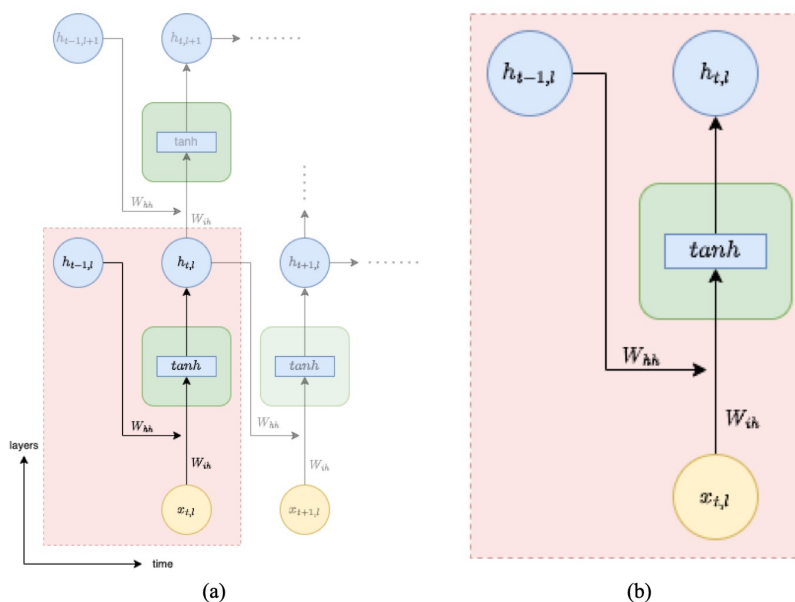 h_{t-1,l+1}
h_{t,l+1}
tanh
W_{hh}
W_{ih}
h_{t-1,l}
h_{t,l}
h_{t+1,l}
tanh
tanh
W_{hh}
W_{hh}
W_{ih}
W_{ih}
x_{t,l}
x_{t+1,l}
layers
time
(a)
h_{t-1,l}
h_{t,l}
tanh
W_{hh}
W_{ih}
x_{t,l}
(b)